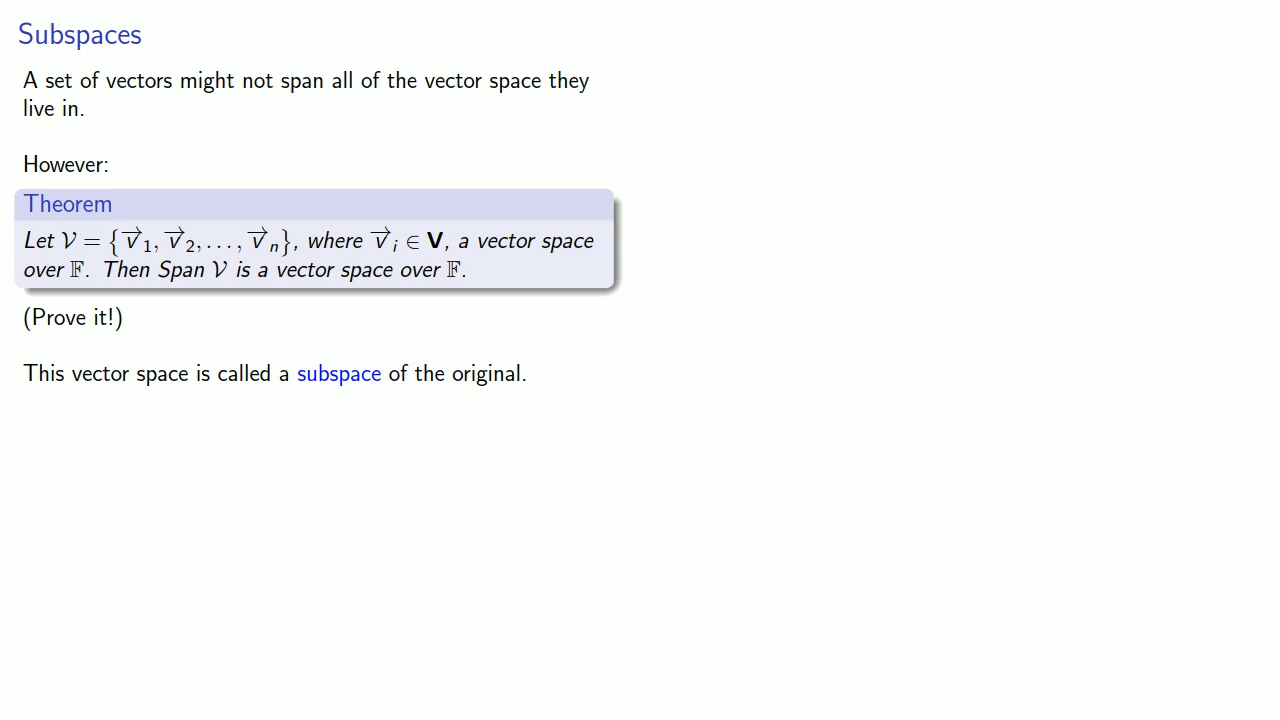 Subspaces
A set of vectors might not span all of the vector space they
live in.
However:
Theorem
Let 𝒱 = {v⃗₁, v⃗₂, . . . , v⃗ₙ}, where v⃗ᵢ ∈ 𝗩, a vector space
over 𝔽. Then Span 𝒱 is a vector space over 𝔽.
(Prove it!)
This vector space is called a subspace of the original.